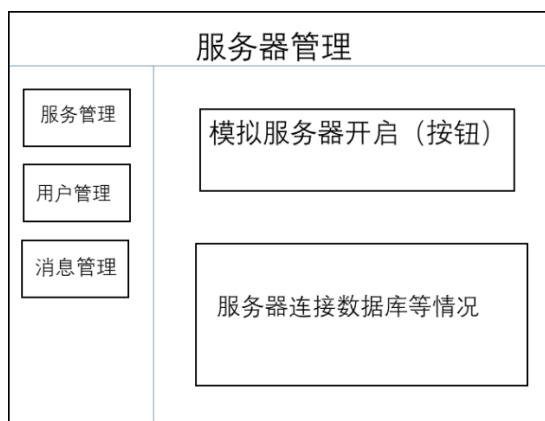 服务器管理
服务管理
用户管理
消息管理
模拟服务器开启（按钮）
服务器连接数据库等情况